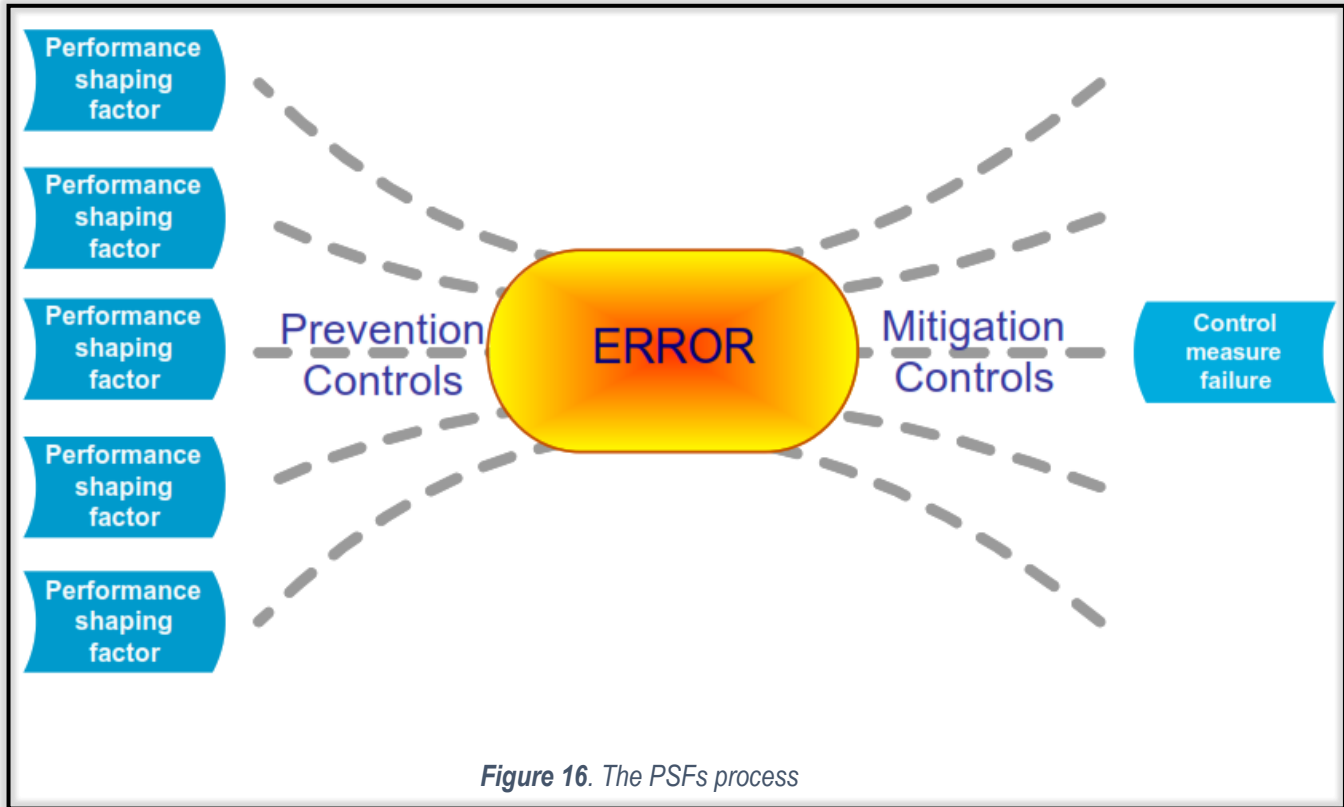 Performance
shaping
factor
Performance
shaping
factor
Performance
shaping
factor
Performance
shaping
factor
Performance
shaping
factor
Prevention
Controls
ERROR
Mitigation
Controls
Control
measure
failure
Figure 16. The PSFs process